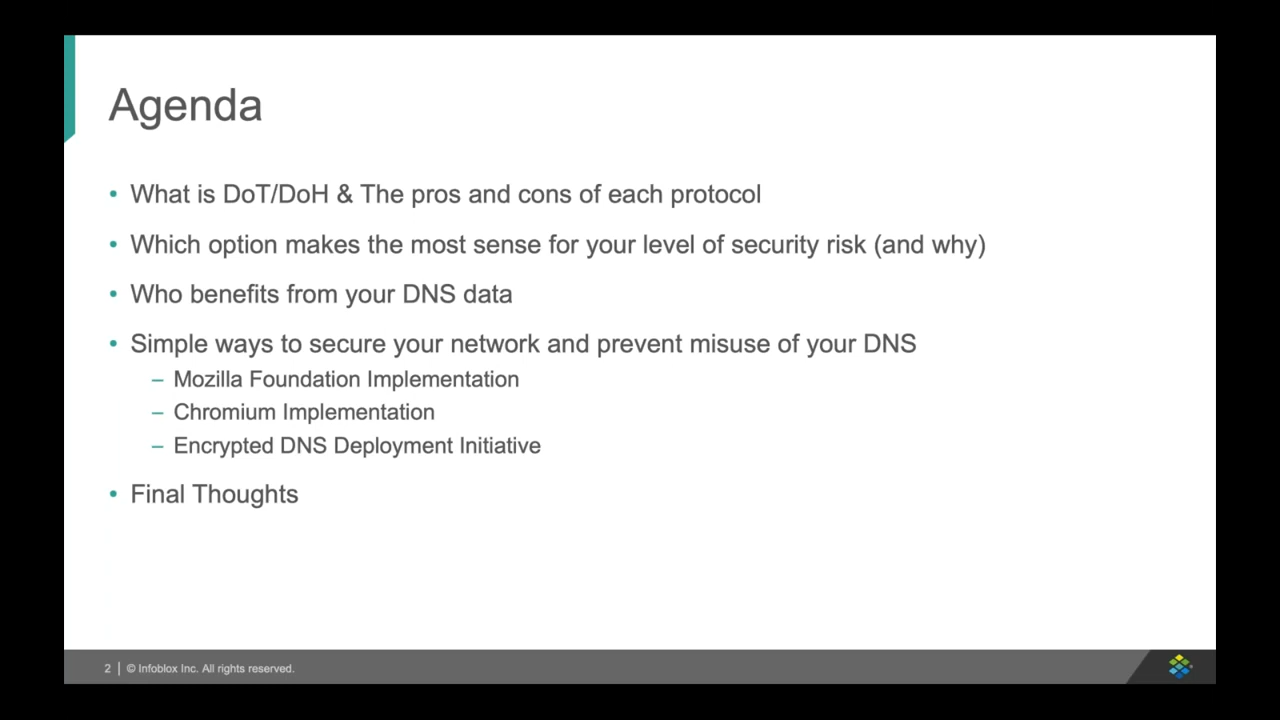 Agenda
• What is DoT/DoH & The pros and cons of each protocol
• Which option makes the most sense for your level of security risk (and why)
• Who benefits from your DNS data
• Simple ways to secure your network and prevent misuse of your DNS
– Mozilla Foundation Implementation
– Chromium Implementation
– Encrypted DNS Deployment Initiative
• Final Thoughts
2 | © Infoblox Inc. All rights reserved.